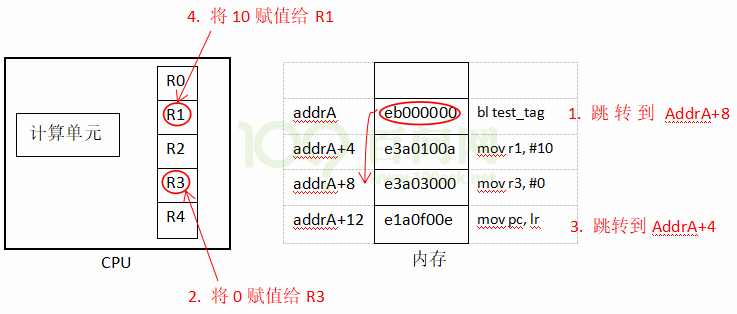 4. 将 10 赋值给 R1
R0
R1
R2
R3
R4
计算单元
CPU
addrA eb000000 bl test_tag
addrA+4 e3a0100a mov r1, #10
addrA+8 e3a03000 mov r3, #0
addrA+12 e1a0f00e mov pc, lr
内存
1. 跳 转 到 AddrA+8
3. 跳转到 AddrA+4
2. 将 0 赋值给 R3